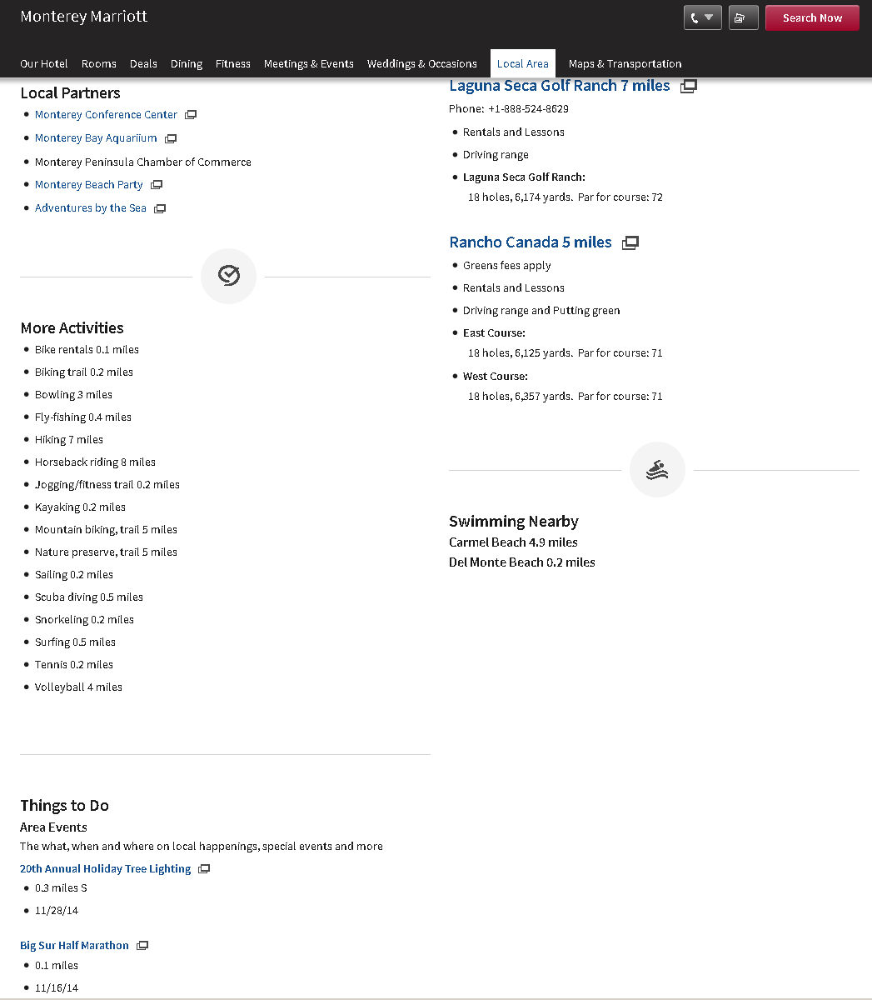 Monterey Marriott
Search Now
Our Hotel Rooms Deals Dining Fitness Meetings & Events Weddings & Occasions Local Area Maps & Transportation
Local Partners
Monterey Conference Center
Monterey Bay Aquariium
Monterey Peninsula Chamber of Commerce
Monterey Beach Party
Adventures by the Sea
More Activities
Bike rentals 0.1 miles
Biking trail 0.2 miles
Bowling 3 miles
Fly-fishing 0.4 miles
Hiking 7 miles
Horseback riding 8 miles
Jogging/fitness trail 0.2 miles
Kayaking 0.2 miles
Mountain biking, trail 5 miles
Nature preserve, trail 5 miles
Sailing 0.2 miles
Scuba diving 0.5 miles
Snorkeling 0.2 miles
Surfing 0.5 miles
Tennis 0.2 miles
Volleyball 4 miles
Things to Do
Area Events
The what, when and where on local happenings, special events and more
20th Annual Holiday Tree Lighting
0.3 miles S
11/28/14
Big Sur Half Marathon
0.1 miles
11/16/14
Laguna Seca Golf Ranch 7 miles
Phone: +1-888-524-8629
Rentals and Lessons
Driving range
Laguna Seca Golf Ranch:
18 holes, 6,174 yards. Par for course: 72
Rancho Canada 5 miles
Greens fees apply
Rentals and Lessons
Driving range and Putting green
East Course:
18 holes, 6,125 yards. Par for course: 71
West Course:
18 holes, 6,357 yards. Par for course: 71
Swimming Nearby
Carmel Beach 4.9 miles
Del Monte Beach 0.2 miles